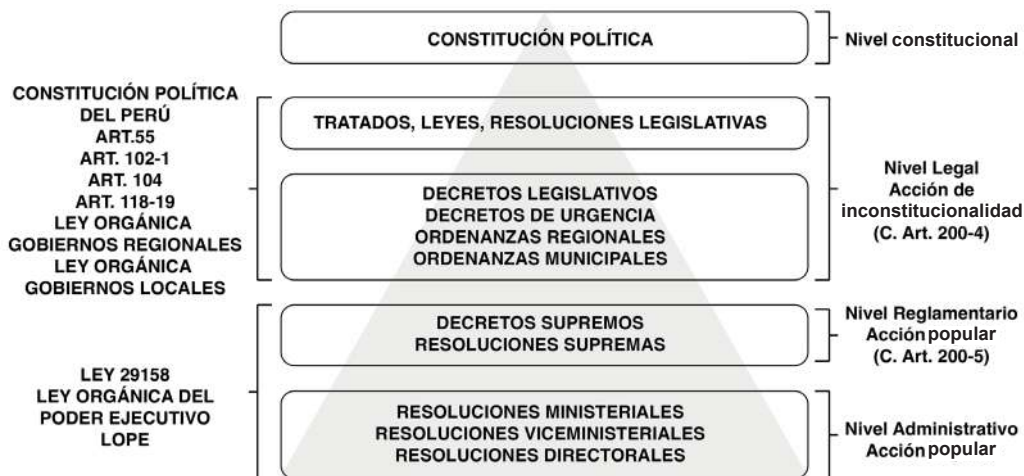 CONSTITUCIÓN POLÍTICA
Nivel constitucional
CONSTITUCIÓN POLÍTICA
DEL PERÚ
ART.55
ART. 102-1
ART. 104
ART. 118-19
LEY ORGÁNICA
GOBIERNOS REGIONALES
LEY ORGÁNICA
GOBIERNOS LOCALES
TRATADOS, LEYES, RESOLUCIONES LEGISLATIVAS
DECRETOS LEGISLATIVOS
DECRETOS DE URGENCIA
ORDENANZAS REGIONALES
ORDENANZAS MUNICIPALES
Nivel Legal
Acción de
inconstitucionalidad
(C. Art. 200-4)
LEY 29158
LEY ORGÁNICA DEL
PODER EJECUTIVO
LOPE
DECRETOS SUPREMOS
RESOLUCIONES SUPREMAS
Nivel Reglamentario
Acción popular
(C. Art. 200-5)
RESOLUCIONES MINISTERIALES
RESOLUCIONES VICEMINISTERIALES
RESOLUCIONES DIRECTORALES
Nivel Administrativo
Acción popular